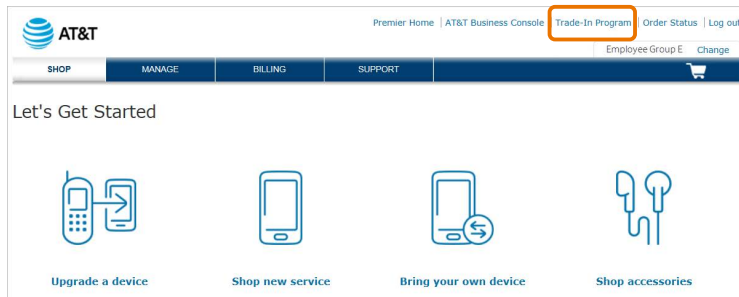 AT&T
Premier Home | AT&T Business Console | Trade-In Program | Order Status | Log out
Employee Group E Change
SHOP MANAGE BILLING SUPPORT
Let's Get Started
Upgrade a device Shop new service Bring your own device Shop accessories